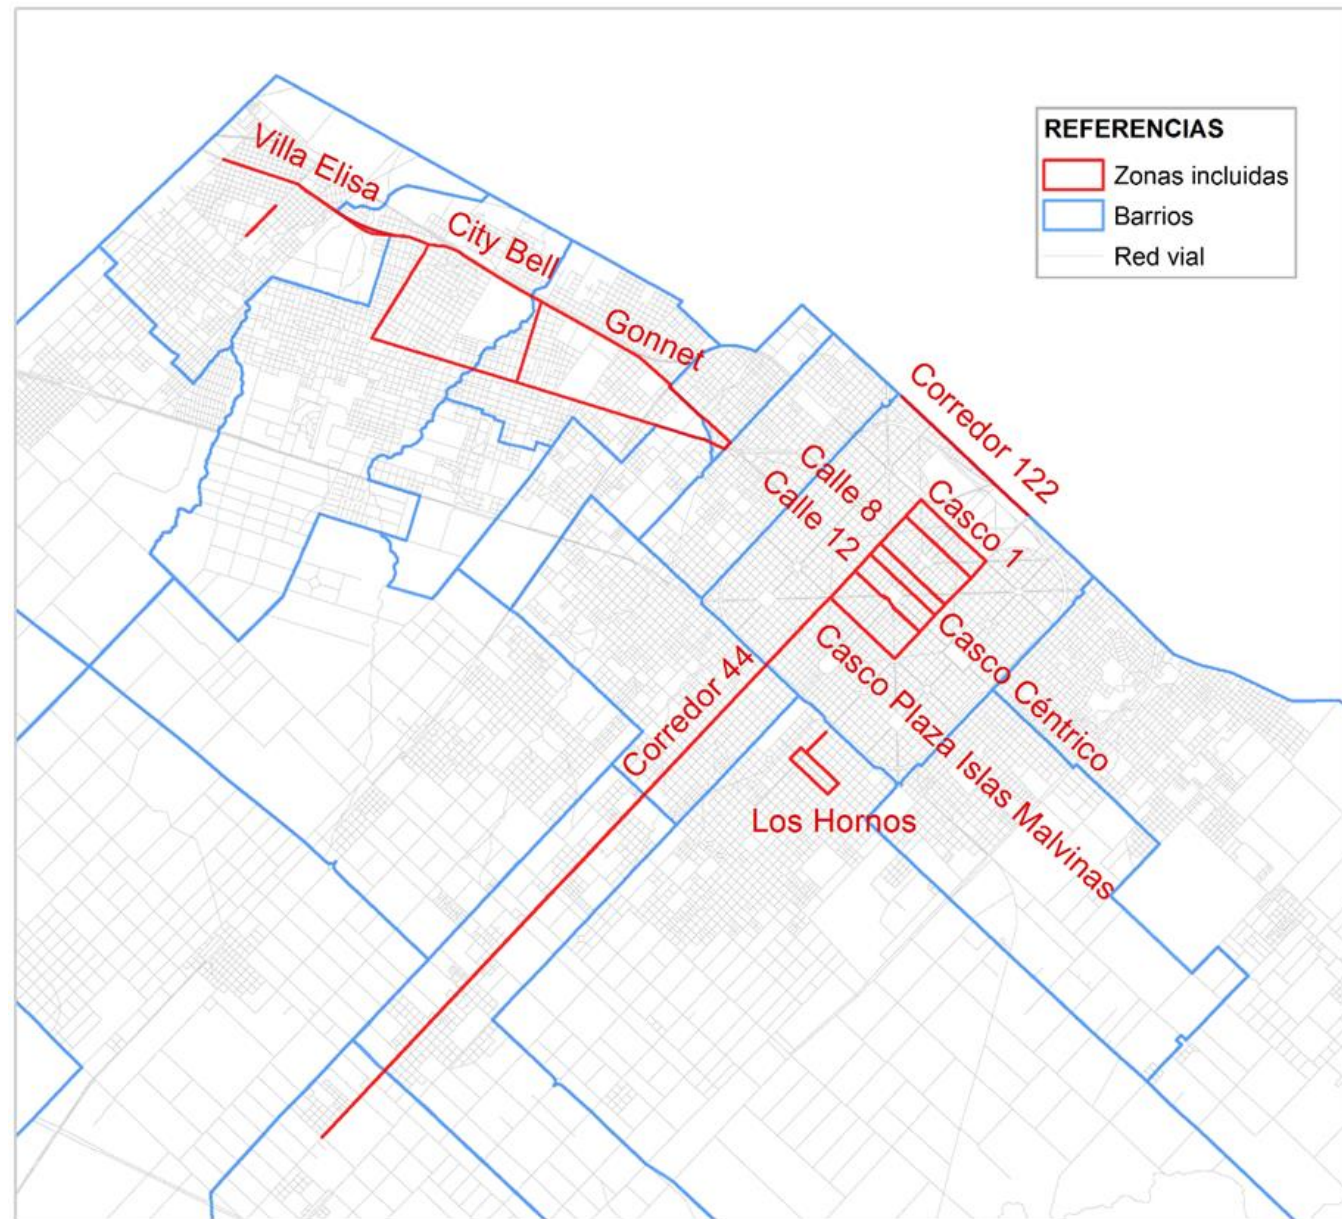 REFERENCIAS
Zonas incluidas
Barrios
Red vial
Villa Elisa
City Bell
Gonnet
Corredor 122
Calle 8
Calle 12
Casco 1
Casco Céntrico
Casco Plaza Islas Malvinas
Corredor 44
Los Hornos